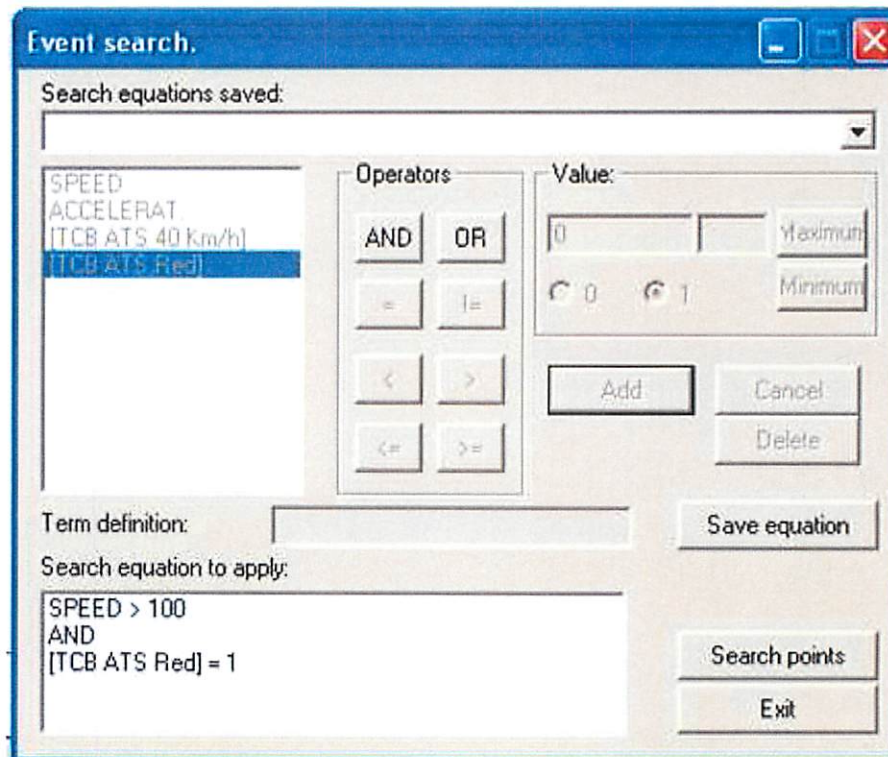 Event search.
Search equations saved:
SPEED
ACCELERAT.
[TCB ATS 40 Km/h]
[TCB ATS Red]
Operators
AND OR
= !=
< >
<= >=
Value:
0
Maximum
0 1
Minimum
Add
Cancel
Delete
Term definition:
Save equation
Search equation to apply:
SPEED > 100
AND
[TCB ATS Red] = 1
Search points
Exit